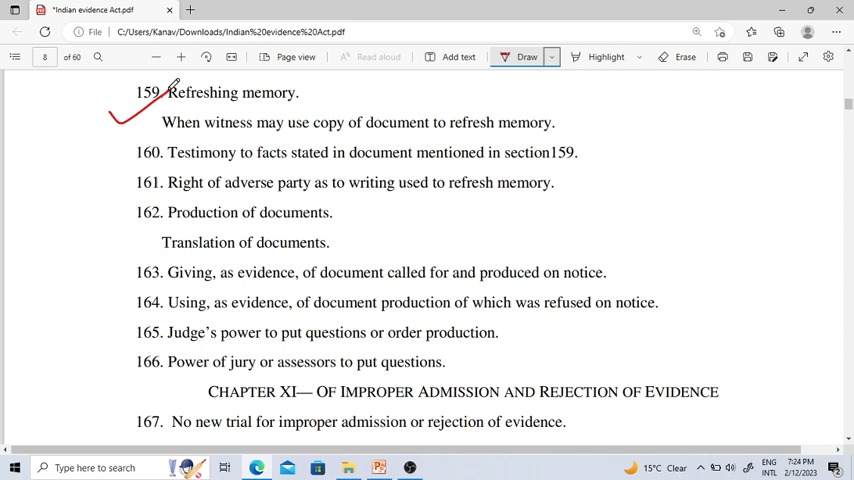 *Indian evidence Act.pdf
File
C:/Users/Kanav/Downloads/Indian%20evidence%20Act.pdf
8 of 60
Page view
Read aloud
Add text
Draw
Highlight
Erase
159. Refreshing memory.
When witness may use copy of document to refresh memory.
160. Testimony to facts stated in document mentioned in section159.
161. Right of adverse party as to writing used to refresh memory.
162. Production of documents.
Translation of documents.
163. Giving, as evidence, of document called for and produced on notice.
164. Using, as evidence, of document production of which was refused on notice.
165. Judge's power to put questions or order production.
166. Power of jury or assessors to put questions.
CHAPTER XI— OF IMPROPER ADMISSION AND REJECTION OF EVIDENCE
167. No new trial for improper admission or rejection of evidence.
Type here to search
15°C Clear
ENG
INTL
7:24 PM
2/12/2023
2